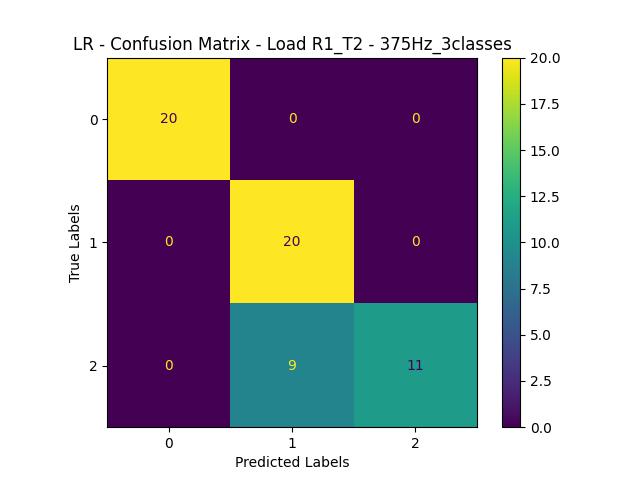 LR - Confusion Matrix - Load R1_T2 - 375Hz_3classes
20.0
17.5
15.0
12.5
10.0
7.5
5.0
2.5
0.0
True Labels
0
1
2
20 0 0
0 20 0
0 9 11
0 1 2
Predicted Labels